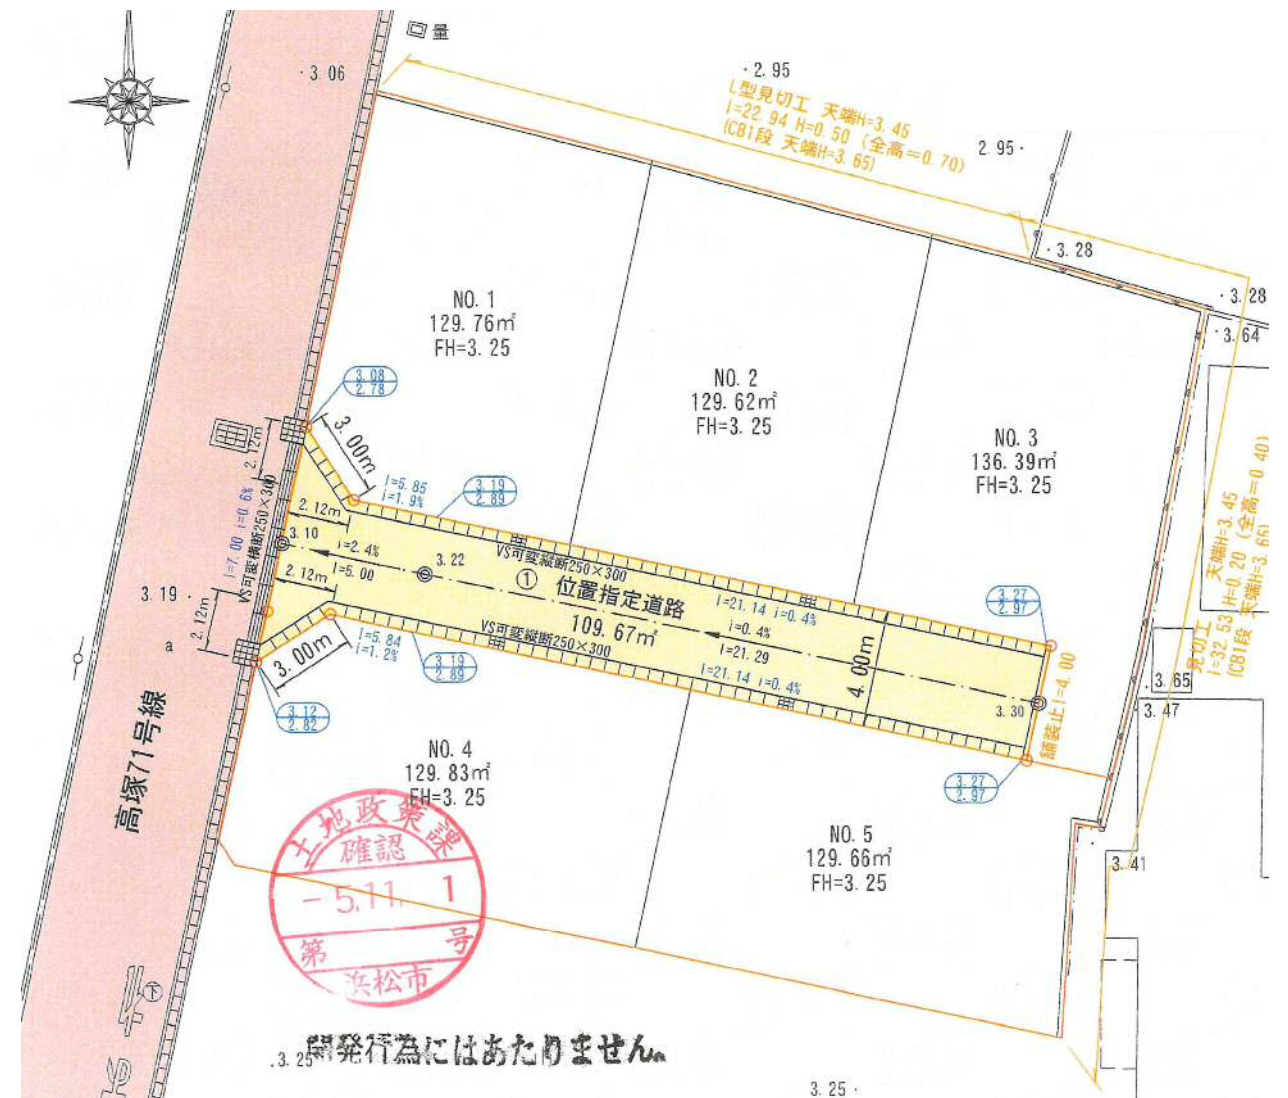 量
・3.06
・2.95
L型見切工 天端H=3.45
l=22.94 H=0.50 (全高=0.70)
(CB1段 天端H=3.65)
2.95・
・3.28
・3.28
・3.64
NO.1
129.76㎡
FH=3.25
NO.2
129.62㎡
FH=3.25
NO.3
136.39㎡
FH=3.25
3.08
2.78
3.00m
2.12m
l=5.85
i=1.9%
3.19
2.89
l=7.00 i=0.6%
VS可変横断250×300
2.12m
3.10
i=2.4%
l=5.00
3.22
VS可変縦断250×300
① 位置指定道路
109.67㎡
VS可変縦断250×300
l=21.14 i=0.4%
i=0.4%
l=21.29
l=21.14 i=0.4%
4.00m
3.27
2.97
3.30
舗装止 l=4.00
3.27
2.97
見切工 天端H=3.45
l=32.53 H=0.20 (全高=0.40)
(CB1段 天端H=3.65)
3.65
3.47
3.41
3.19・
2.12m
2.12m
a
3.00m
l=5.84
i=1.2%
3.19
2.89
3.12
2.82
高塚71号線
NO.4
129.83㎡
FH=3.25
NO.5
129.66㎡
FH=3.25
土地政策課
確認
-5.11. 1
第 号
浜松市
下
開発行為にはあたりません。
.3.25
3.25・